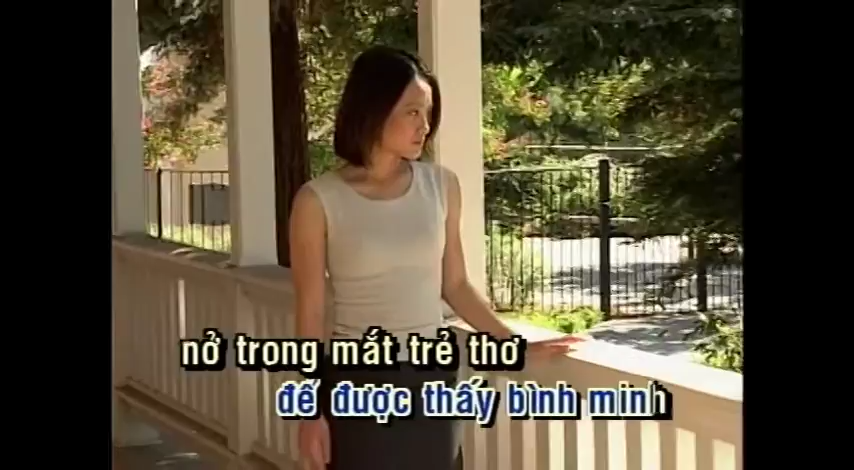 nở trong mắt trẻ thơ
để được thấy bình minh